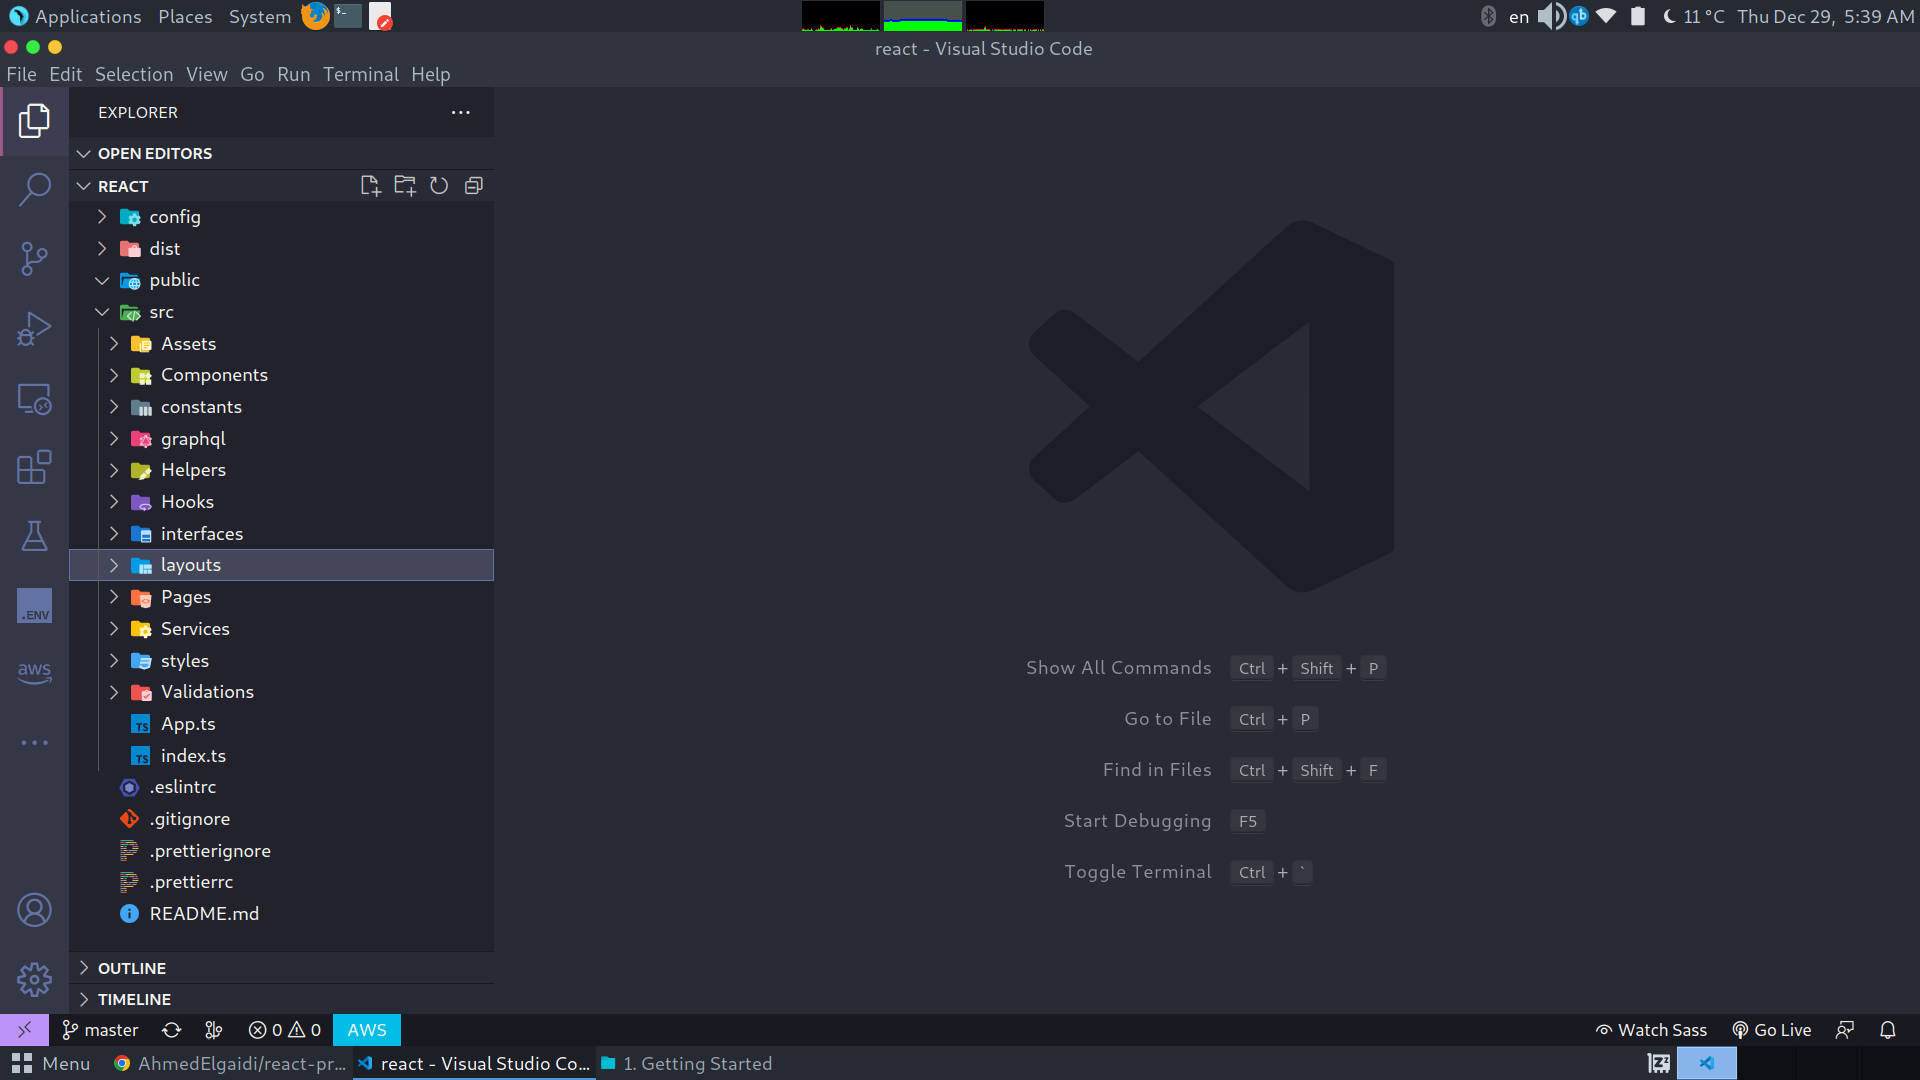 Applications Places System en 11 °C Thu Dec 29, 5:39 AM
react - Visual Studio Code
File Edit Selection View Go Run Terminal Help
EXPLORER
OPEN EDITORS
REACT
config
dist
public
src
Assets
Components
constants
graphql
Helpers
Hooks
interfaces
layouts
Pages
Services
styles
Validations
TS App.ts
TS index.ts
.eslintrc
.gitignore
.prettierignore
.prettierrc
README.md
OUTLINE
TIMELINE
.ENV
aws
Show All Commands Ctrl + Shift + P
Go to File Ctrl + P
Find in Files Ctrl + Shift + F
Start Debugging F5
Toggle Terminal Ctrl + `
master 0 0 AWS Watch Sass Go Live
Menu AhmedElgaidi/react-pr... react - Visual Studio Co... 1. Getting Started